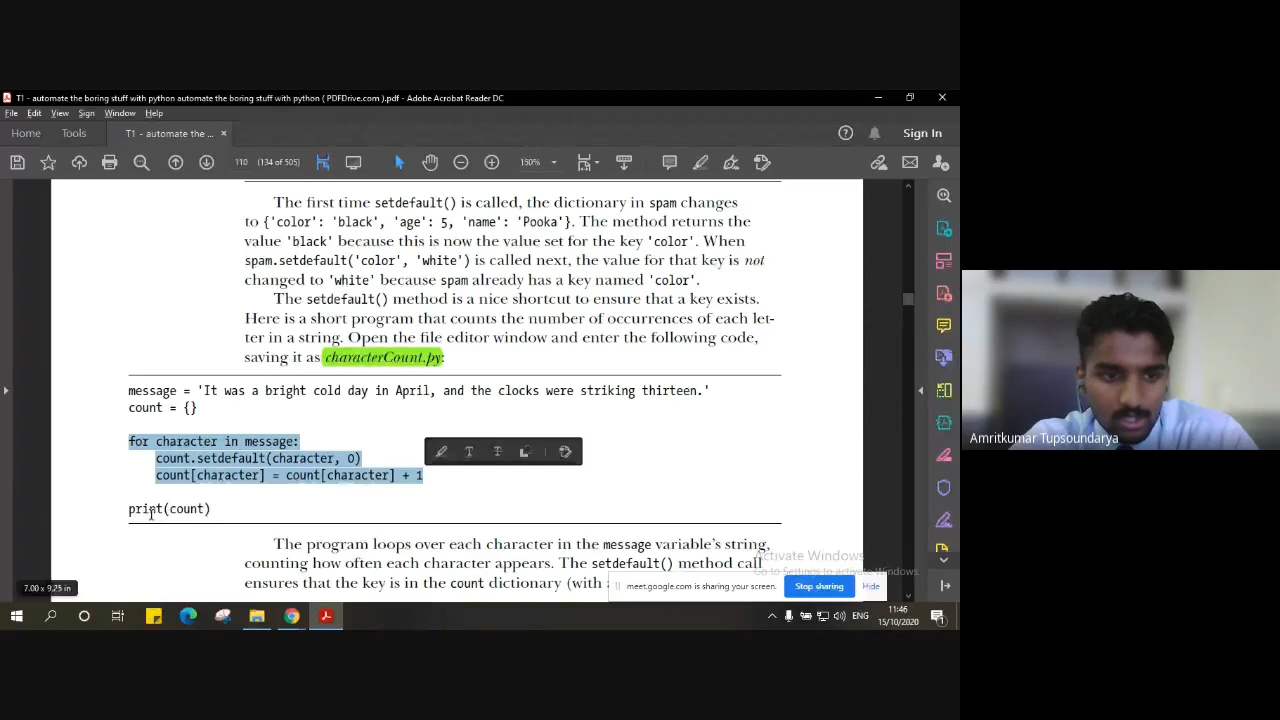 T1 - automate the boring stuff with python automate the boring stuff with python ( PDFDrive.com ).pdf - Adobe Acrobat Reader DC
File Edit View Sign Window Help
Home Tools T1 - automate the ... × Sign In
110 (134 of 505) 150%
The first time setdefault() is called, the dictionary in spam changes
to {'color': 'black', 'age': 5, 'name': 'Pooka'}. The method returns the
value 'black' because this is now the value set for the key 'color'. When
spam.setdefault('color', 'white') is called next, the value for that key is not
changed to 'white' because spam already has a key named 'color'.
The setdefault() method is a nice shortcut to ensure that a key exists.
Here is a short program that counts the number of occurrences of each let-
ter in a string. Open the file editor window and enter the following code,
saving it as characterCount.py:
message = 'It was a bright cold day in April, and the clocks were striking thirteen.'
count = {}
for character in message:
count.setdefault(character, 0)
count[character] = count[character] + 1
print(count)
The program loops over each character in the message variable's string,
counting how often each character appears. The setdefault() method call
ensures that the key is in the count dictionary (with
Activate Windows
Go to Settings to activate Windows.
7.00 x 9.25 in
meet.google.com is sharing your screen. Stop sharing Hide
ENG 11:46
15/10/2020
Amritkumar Tupsoundarya